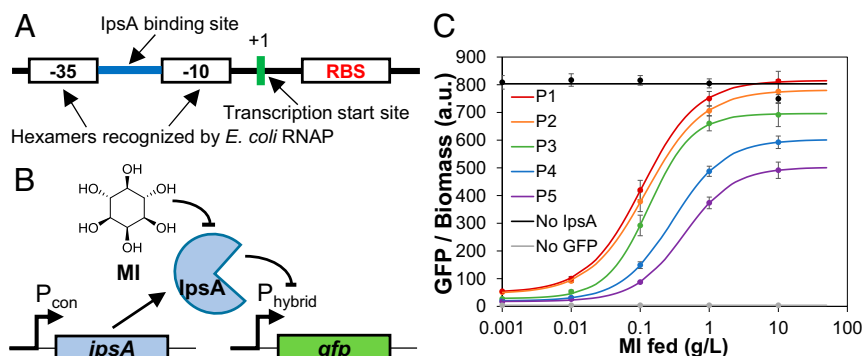 A
IpsA binding site
+1
-35
-10
RBS
Transcription start site
Hexamers recognized by E. coli RNAP
B
OH
HO
OH
HO
OH
OH
MI
IpsA
Pcon
Phybrid
ipsA
gfp
C
GFP / Biomass (a.u.)
900
800
700
600
500
400
300
200
100
0
P1
P2
P3
P4
P5
No IpsA
No GFP
0.001
0.01
0.1
1
10
100
MI fed (g/L)